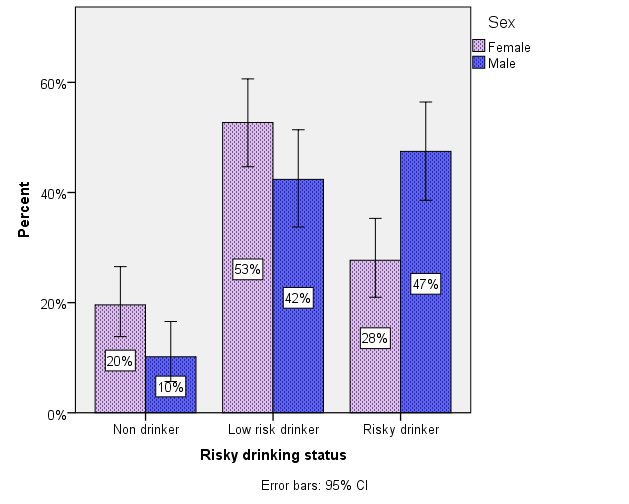 Sex
Female
Male
60%
40%
20%
0%
Percent
53%
42%
47%
28%
20%
10%
Non drinker
Low risk drinker
Risky drinker
Risky drinking status
Error bars: 95% CI